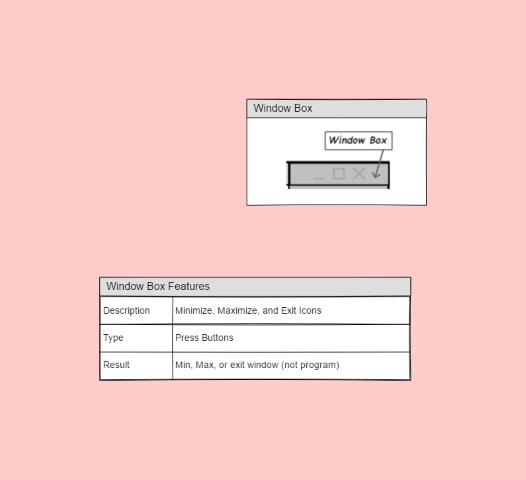 Window Box
Window Box
Window Box Features
Description Minimize, Maximize, and Exit Icons
Type Press Buttons
Result Min, Max, or exit window (not program)